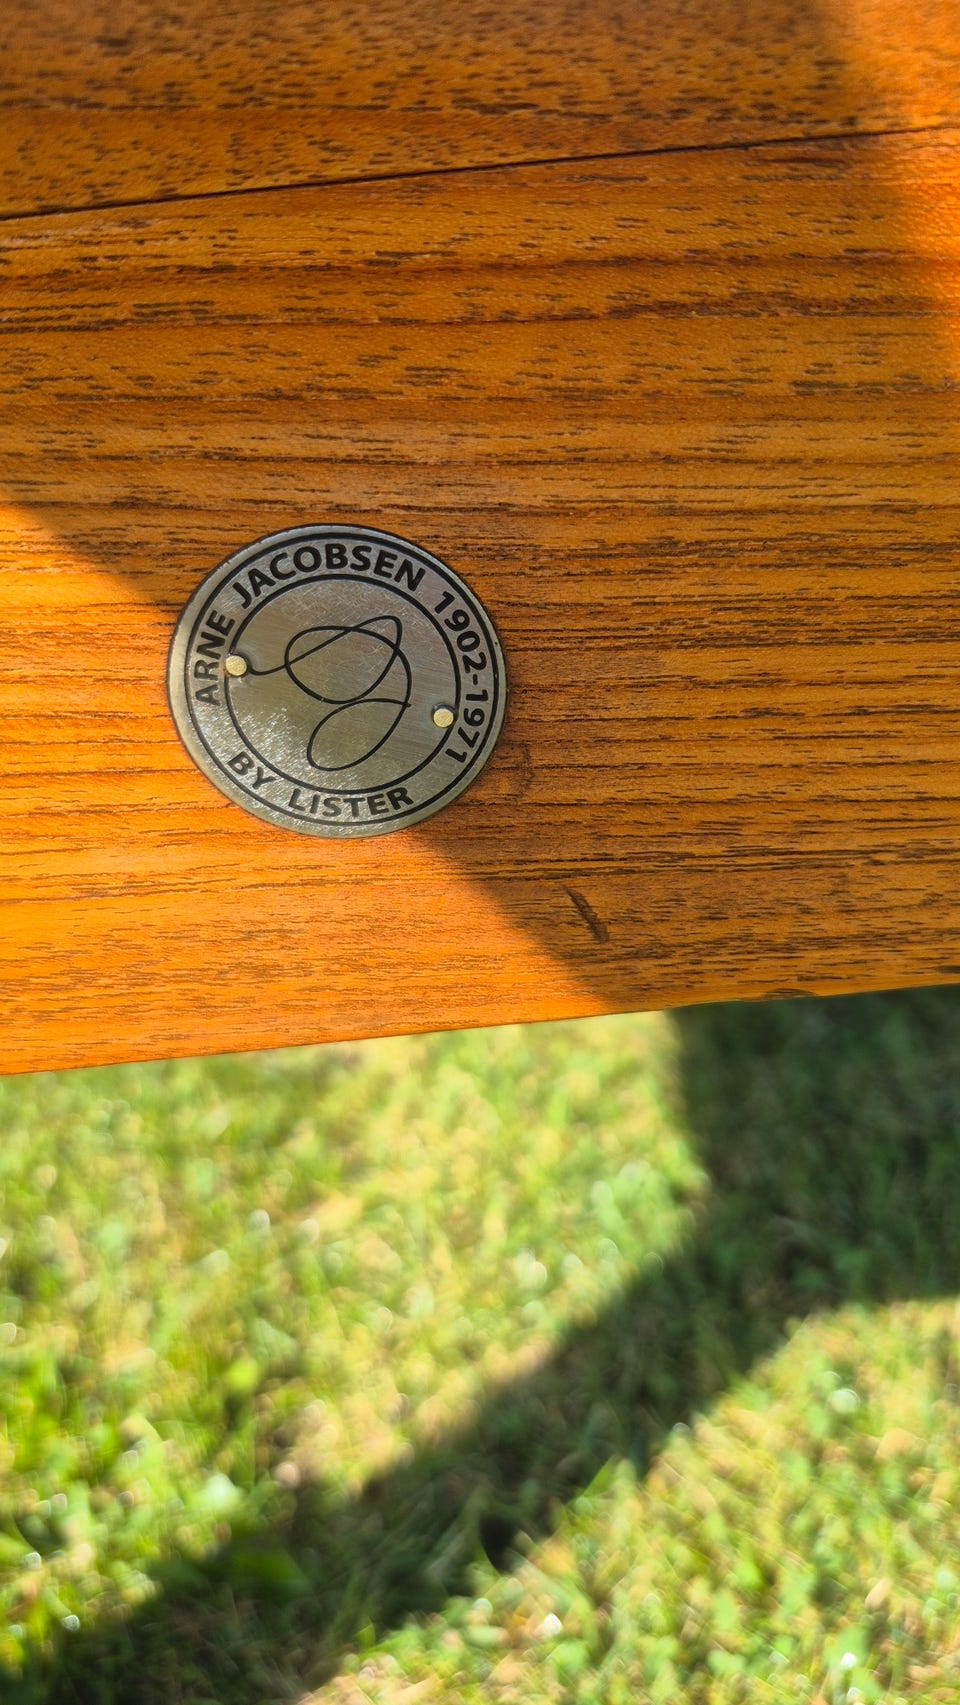 ARNE JACOBSEN 1902-1971
BY LISTER